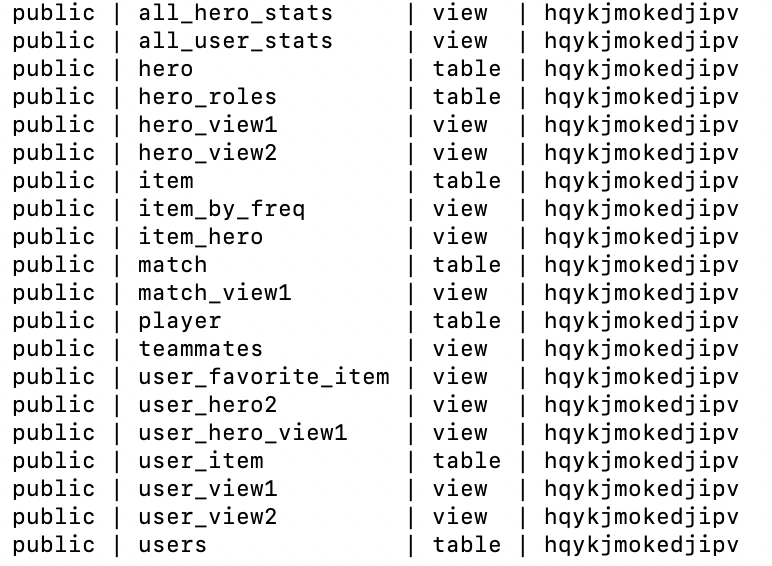 public | all_hero_stats     | view  | hqykjmokedjipv
public | all_user_stats     | view  | hqykjmokedjipv
public | hero               | table | hqykjmokedjipv
public | hero_roles         | table | hqykjmokedjipv
public | hero_view1         | view  | hqykjmokedjipv
public | hero_view2         | view  | hqykjmokedjipv
public | item               | table | hqykjmokedjipv
public | item_by_freq       | view  | hqykjmokedjipv
public | item_hero          | view  | hqykjmokedjipv
public | match              | table | hqykjmokedjipv
public | match_view1        | view  | hqykjmokedjipv
public | player             | table | hqykjmokedjipv
public | teammates          | view  | hqykjmokedjipv
public | user_favorite_item | view  | hqykjmokedjipv
public | user_hero2         | view  | hqykjmokedjipv
public | user_hero_view1    | view  | hqykjmokedjipv
public | user_item          | table | hqykjmokedjipv
public | user_view1         | view  | hqykjmokedjipv
public | user_view2         | view  | hqykjmokedjipv
public | users              | table | hqykjmokedjipv